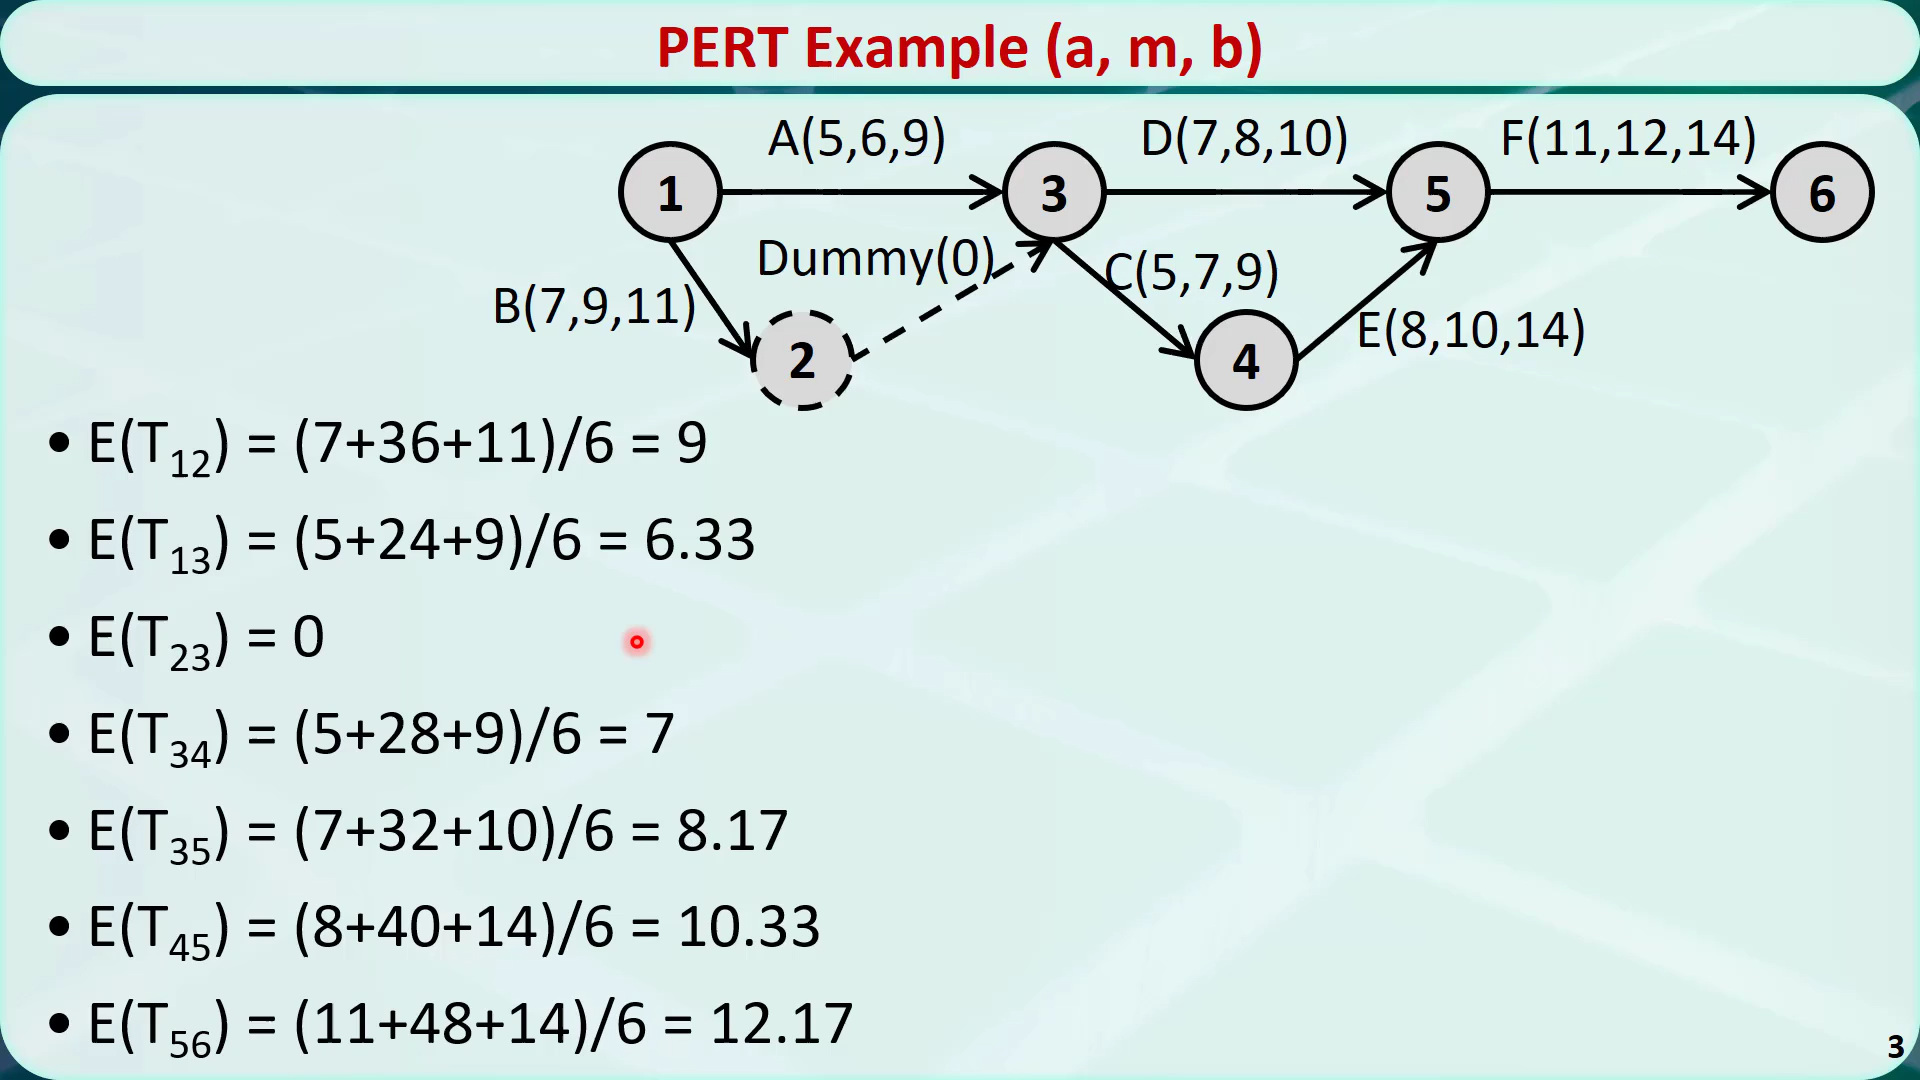 PERT Example (a, m, b)
A(5,6,9)
D(7,8,10)
F(11,12,14)
1
3
5
6
Dummy(0)
C(5,7,9)
B(7,9,11)
E(8,10,14)
2
4
• E(T12) = (7+36+11)/6 = 9
• E(T13) = (5+24+9)/6 = 6.33
• E(T23) = 0
• E(T34) = (5+28+9)/6 = 7
• E(T35) = (7+32+10)/6 = 8.17
• E(T45) = (8+40+14)/6 = 10.33
• E(T56) = (11+48+14)/6 = 12.17
3